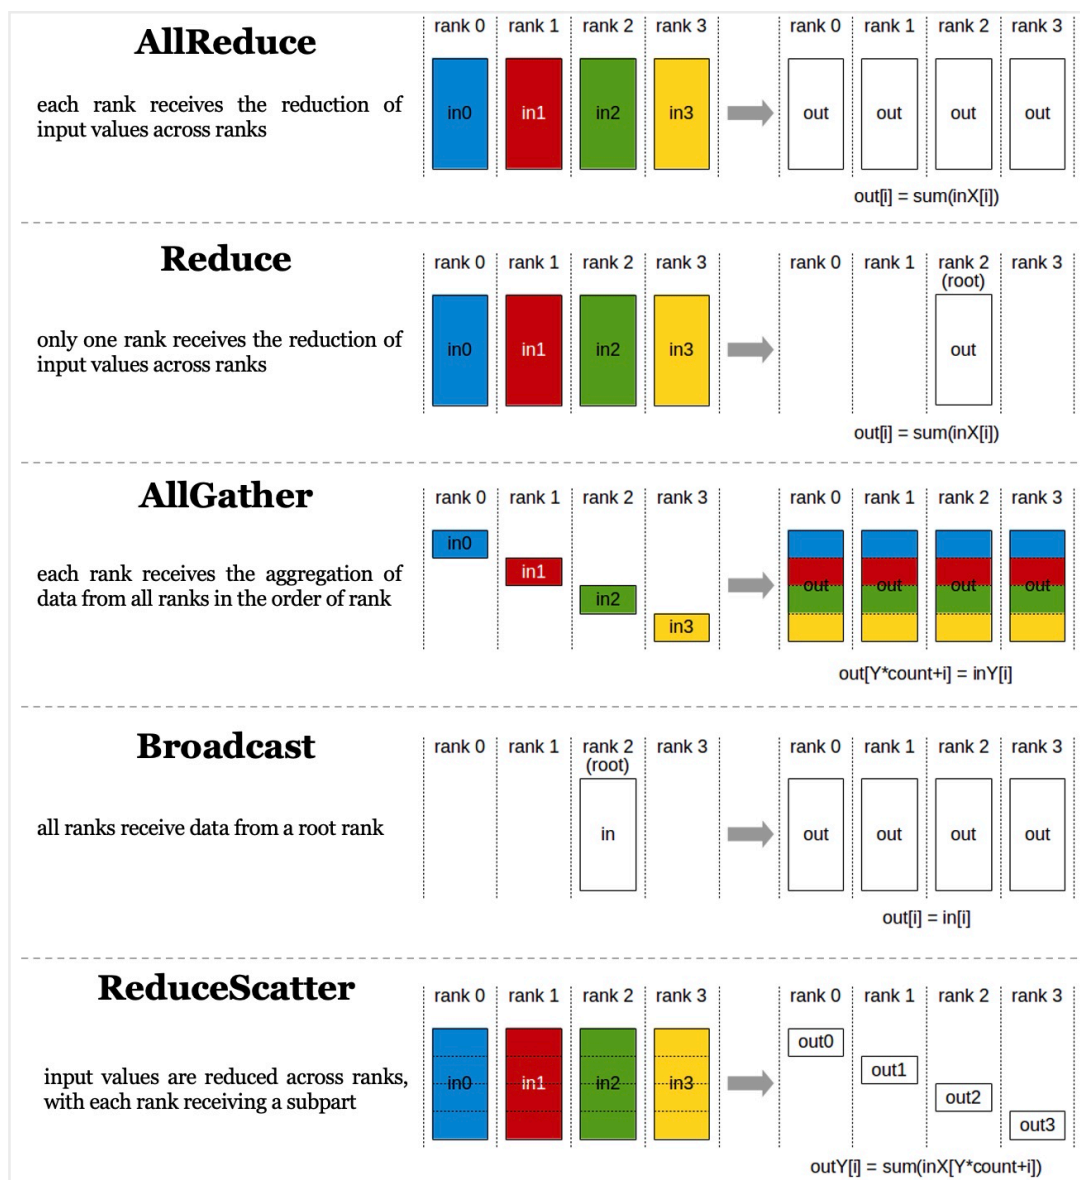 AllReduce
each rank receives the reduction of
input values across ranks
rank 0 rank 1 rank 2 rank 3
in0 in1 in2 in3
rank 0 rank 1 rank 2 rank 3
out out out out
out[i] = sum(inX[i])
Reduce
only one rank receives the reduction of
input values across ranks
rank 0 rank 1 rank 2 rank 3
in0 in1 in2 in3
rank 0 rank 1 rank 2 rank 3
(root)
out
out[i] = sum(inX[i])
AllGather
each rank receives the aggregation of
data from all ranks in the order of rank
rank 0 rank 1 rank 2 rank 3
in0
in1
in2
in3
rank 0 rank 1 rank 2 rank 3
out out out out
out[Y*count+i] = inY[i]
Broadcast
all ranks receive data from a root rank
rank 0 rank 1 rank 2 rank 3
(root)
in
rank 0 rank 1 rank 2 rank 3
out out out out
out[i] = in[i]
ReduceScatter
input values are reduced across ranks,
with each rank receiving a subpart
rank 0 rank 1 rank 2 rank 3
in0 in1 in2 in3
rank 0 rank 1 rank 2 rank 3
out0
out1
out2
out3
outY[i] = sum(inX[Y*count+i])